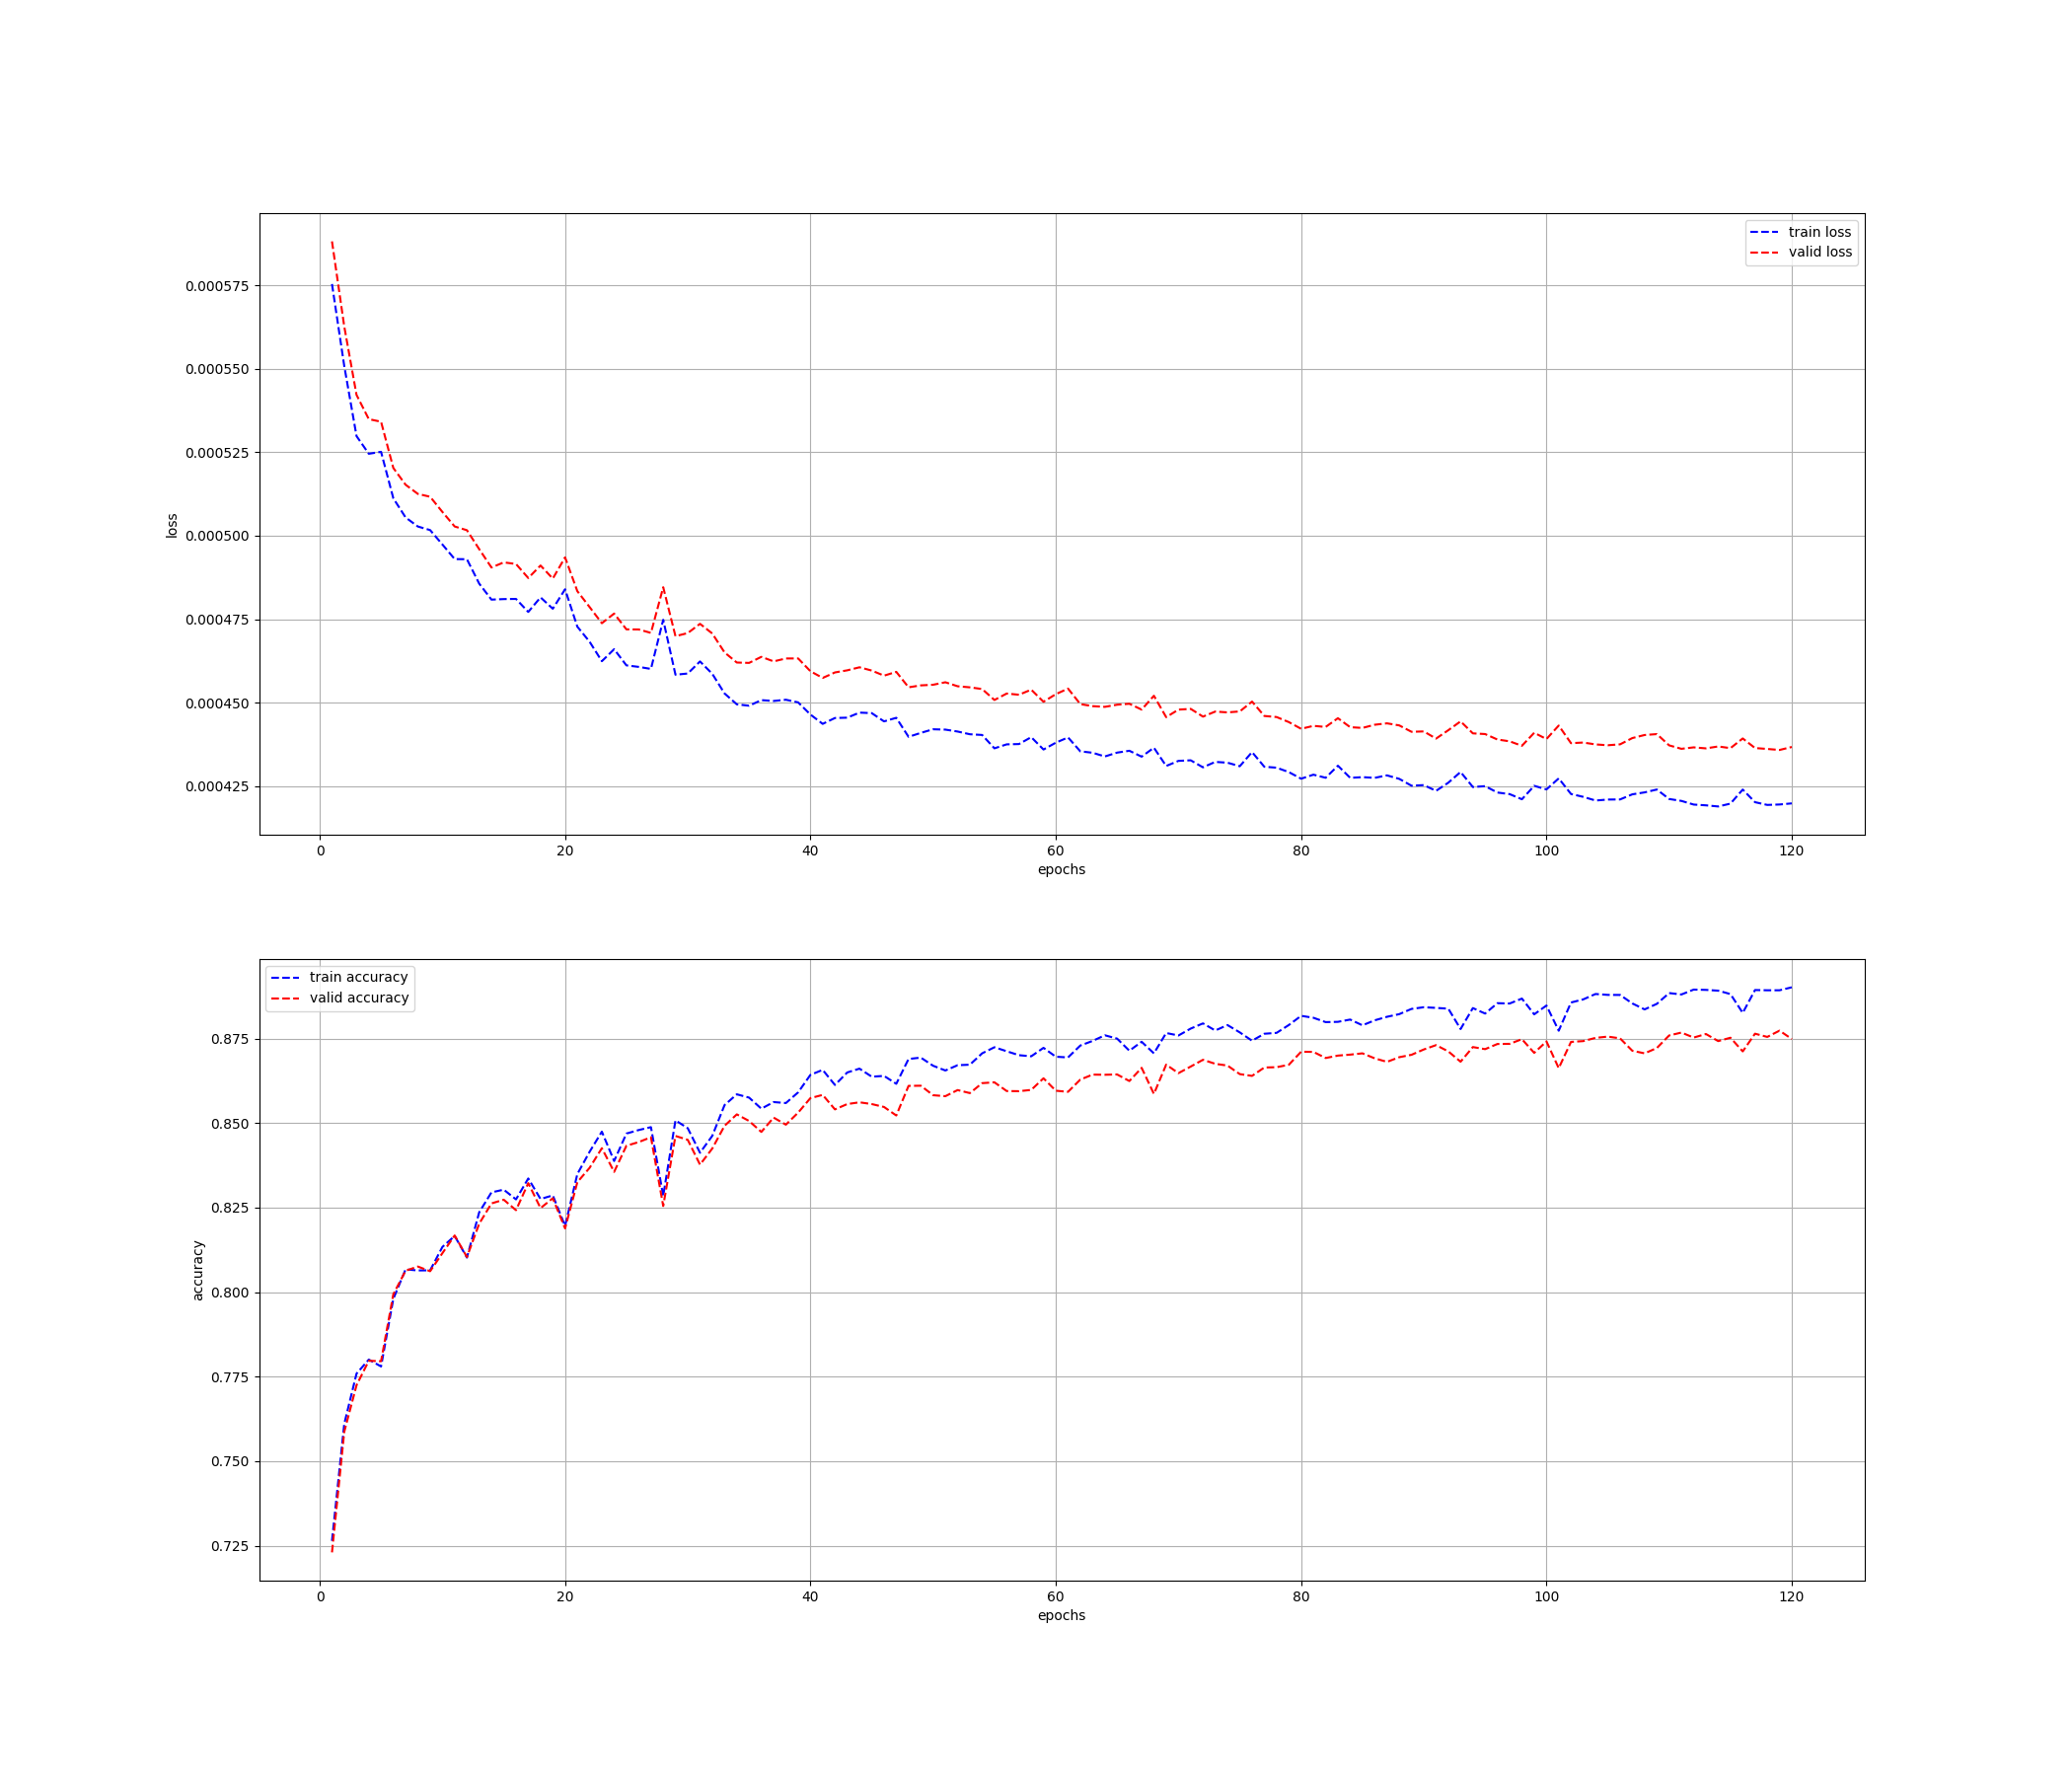 train loss
valid loss
0.000575
0.000550
0.000525
0.000500
0.000475
0.000450
0.000425
loss
0 20 40 60 80 100 120
epochs
train accuracy
valid accuracy
0.875
0.850
0.825
0.800
0.775
0.750
0.725
accuracy
0 20 40 60 80 100 120
epochs